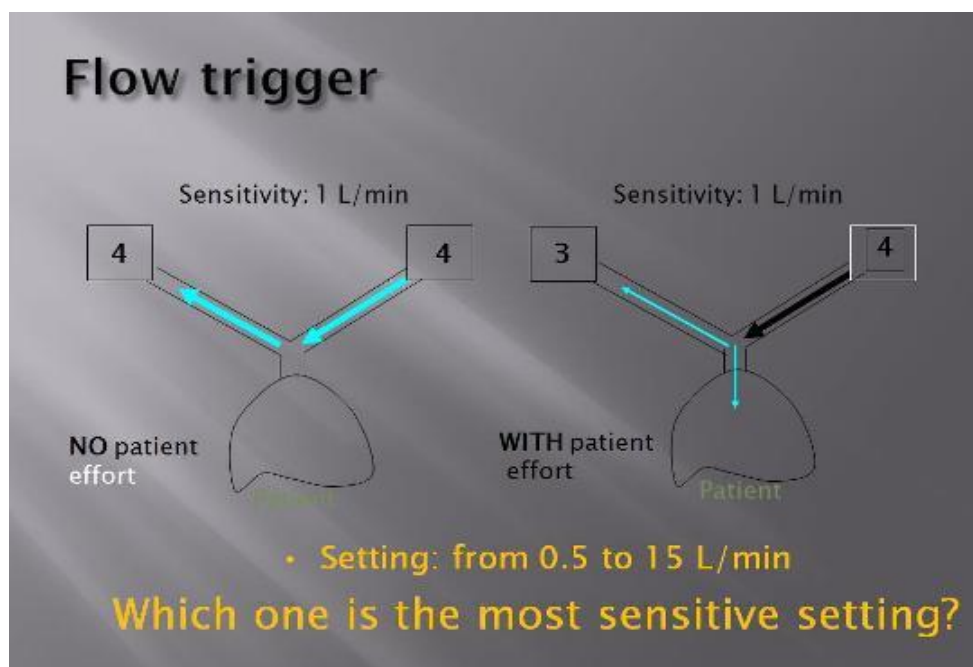 Flow trigger
Sensitivity: 1 L/min
Sensitivity: 1 L/min
4
4
3
4
NO patient
effort
Patient
WITH patient
effort
Patient
• Setting: from 0.5 to 15 L/min
Which one is the most sensitive setting?